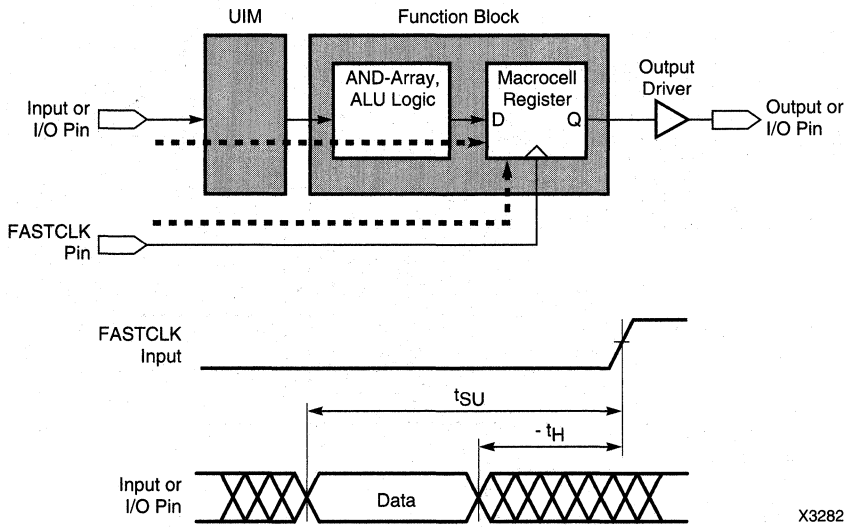 UIM
Function Block
AND-Array,
ALU Logic
Macrocell
Register
D
Q
Output
Driver
Input or
I/O Pin
Output or
I/O Pin
FASTCLK
Pin
FASTCLK
Input
tSU
- tH
Input or
I/O Pin
Data
X3282